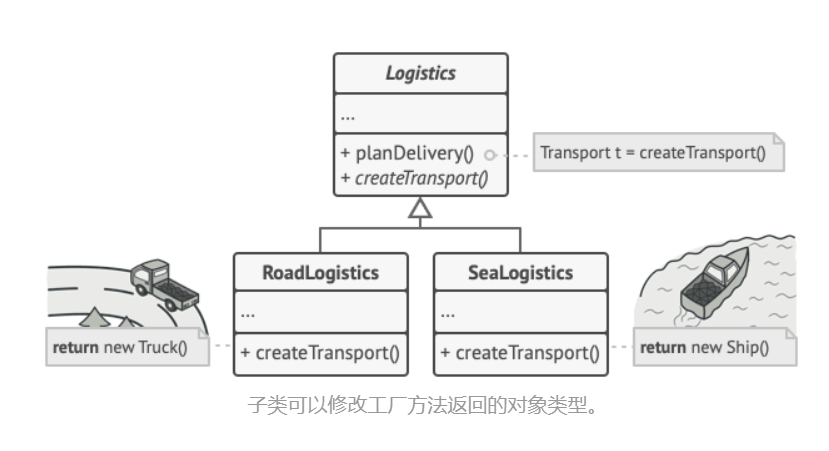 Logistics
...
+ planDelivery()
+ createTransport()
Transport t = createTransport()
RoadLogistics
...
+ createTransport()
return new Truck()
SeaLogistics
...
+ createTransport()
return new Ship()
子类可以修改工厂方法返回的对象类型。